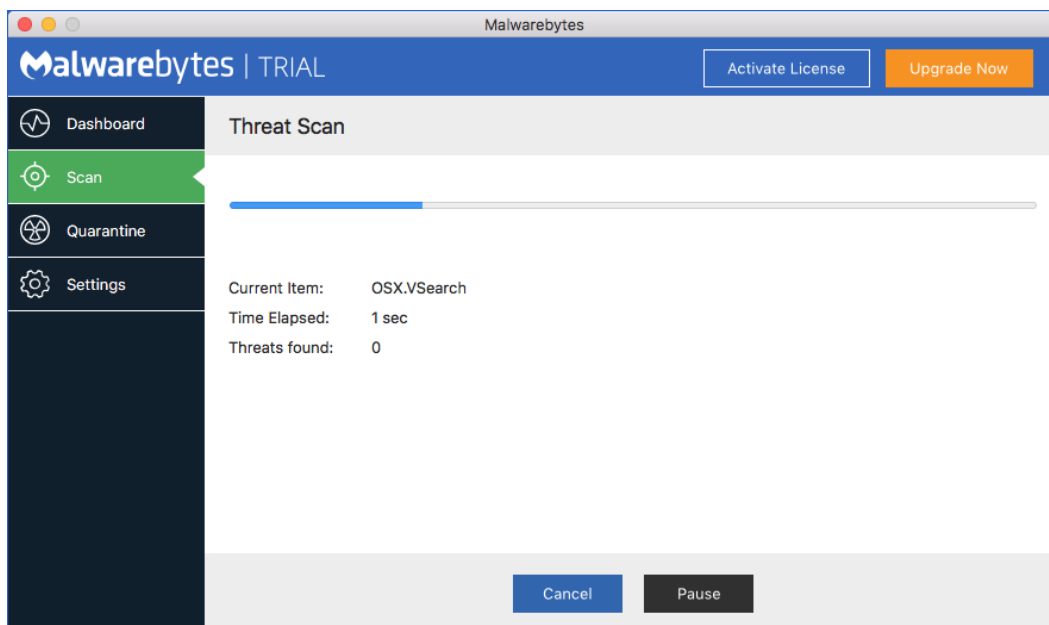 Malwarebytes
Malwarebytes | TRIAL
Activate License
Upgrade Now
Dashboard
Scan
Quarantine
Settings
Threat Scan
Current Item: OSX.VSearch
Time Elapsed: 1 sec
Threats found: 0
Cancel
Pause